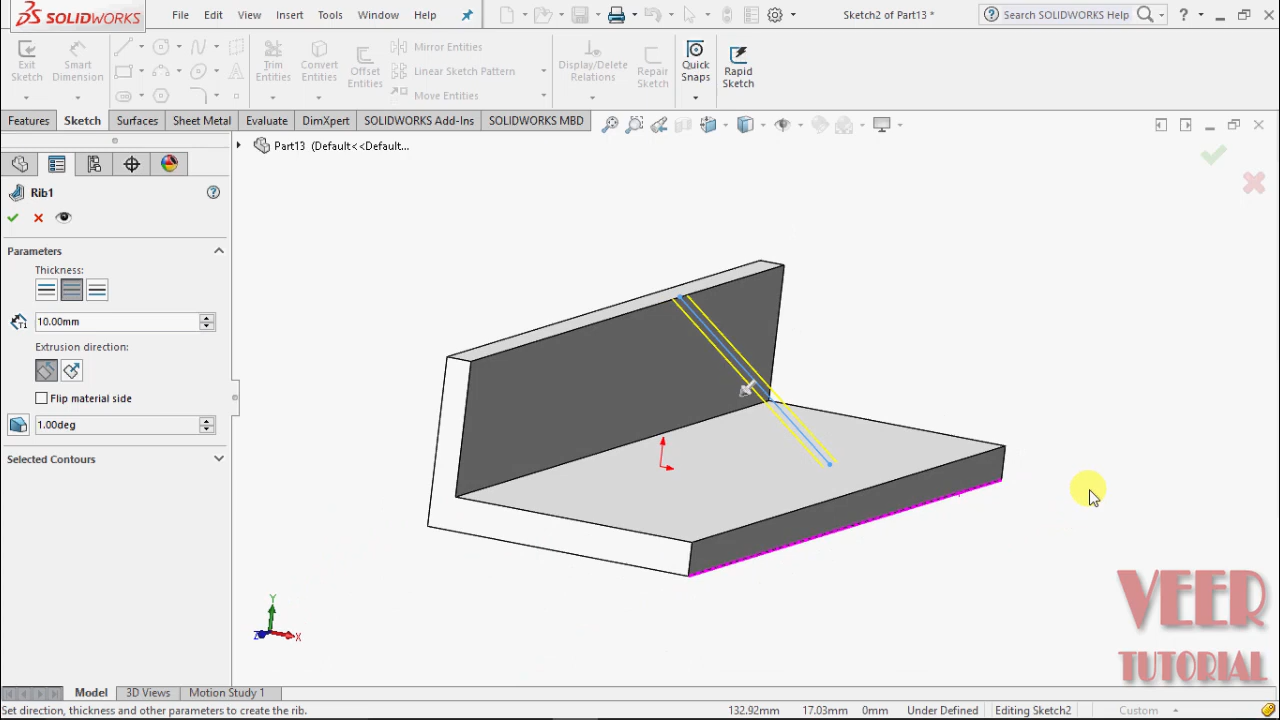 SOLIDWORKS File Edit View Insert Tools Window Help Sketch2 of Part13 * Search SOLIDWORKS Help ?
Exit Sketch
Smart Dimension
Trim Entities
Convert Entities
Offset Entities
Mirror Entities
Linear Sketch Pattern
Move Entities
Display/Delete Relations
Repair Sketch
Quick Snaps
Rapid Sketch
Features Sketch Surfaces Sheet Metal Evaluate DimXpert SOLIDWORKS Add-Ins SOLIDWORKS MBD
Part13 (Default<<Default...
Rib1
Parameters
Thickness:
T1
10.00mm
Extrusion direction:
Flip material side
1.00deg
Selected Contours
Y
Z
X
VEER
TUTORIAL
Model 3D Views Motion Study 1
Set direction, thickness and other parameters to create the rib. 132.92mm 17.03mm 0mm Under Defined Editing Sketch2 Custom